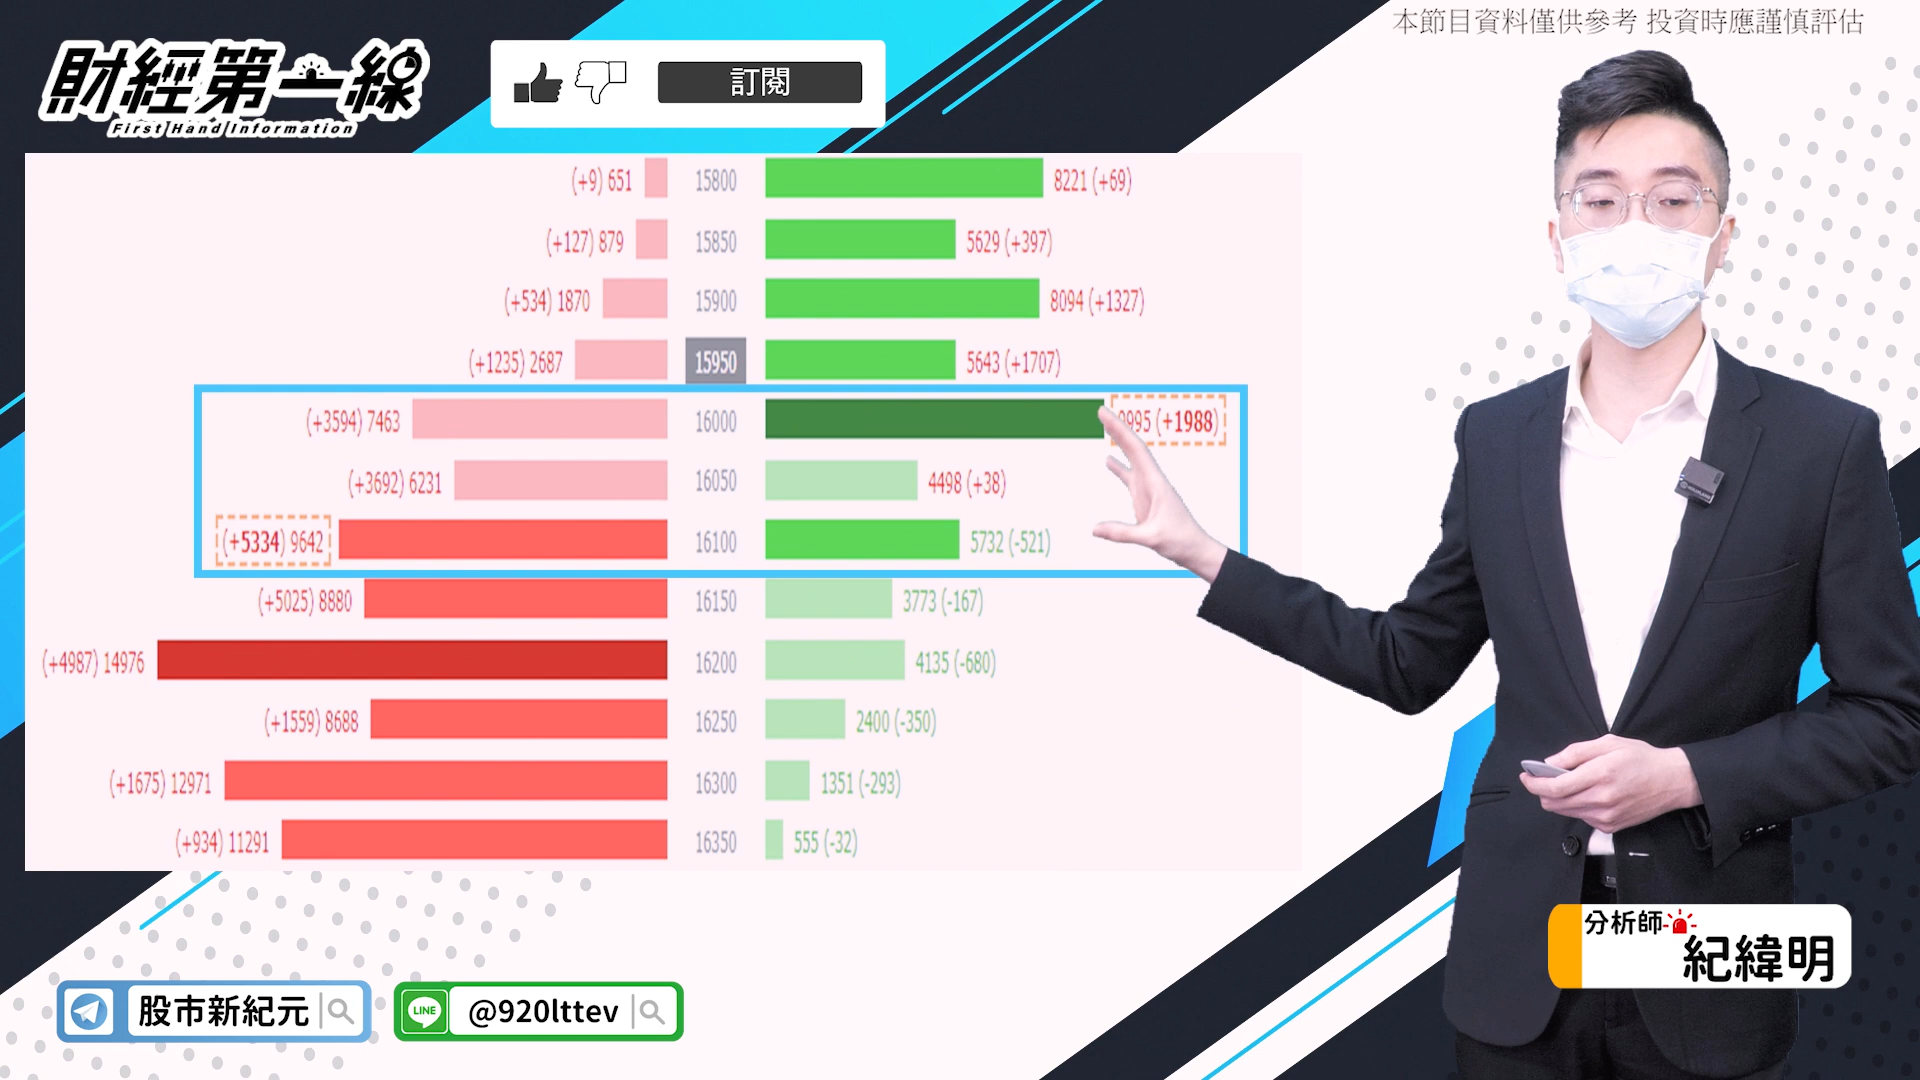 本節目資料僅供參考 投資時應謹慎評估
財經第一線
First Hand Information
訂閱
(+9) 651 15800 8221 (+69)
(+127) 879 15850 5629 (+397)
(+534) 1870 15900 8094 (+1327)
(+1235) 2687 15950 5643 (+1707)
(+3594) 7463 16000 995 (+1988)
(+3692) 6231 16050 4498 (+38)
(+5334) 9642 16100 5732 (-521)
(+5025) 8880 16150 3773 (-167)
(+4987) 14976 16200 4135 (-680)
(+1559) 8688 16250 2400 (-350)
(+1675) 12971 16300 1351 (-293)
(+934) 11291 16350 555 (-32)
分析師
紀緯明
股市新紀元
LINE
@920lttev